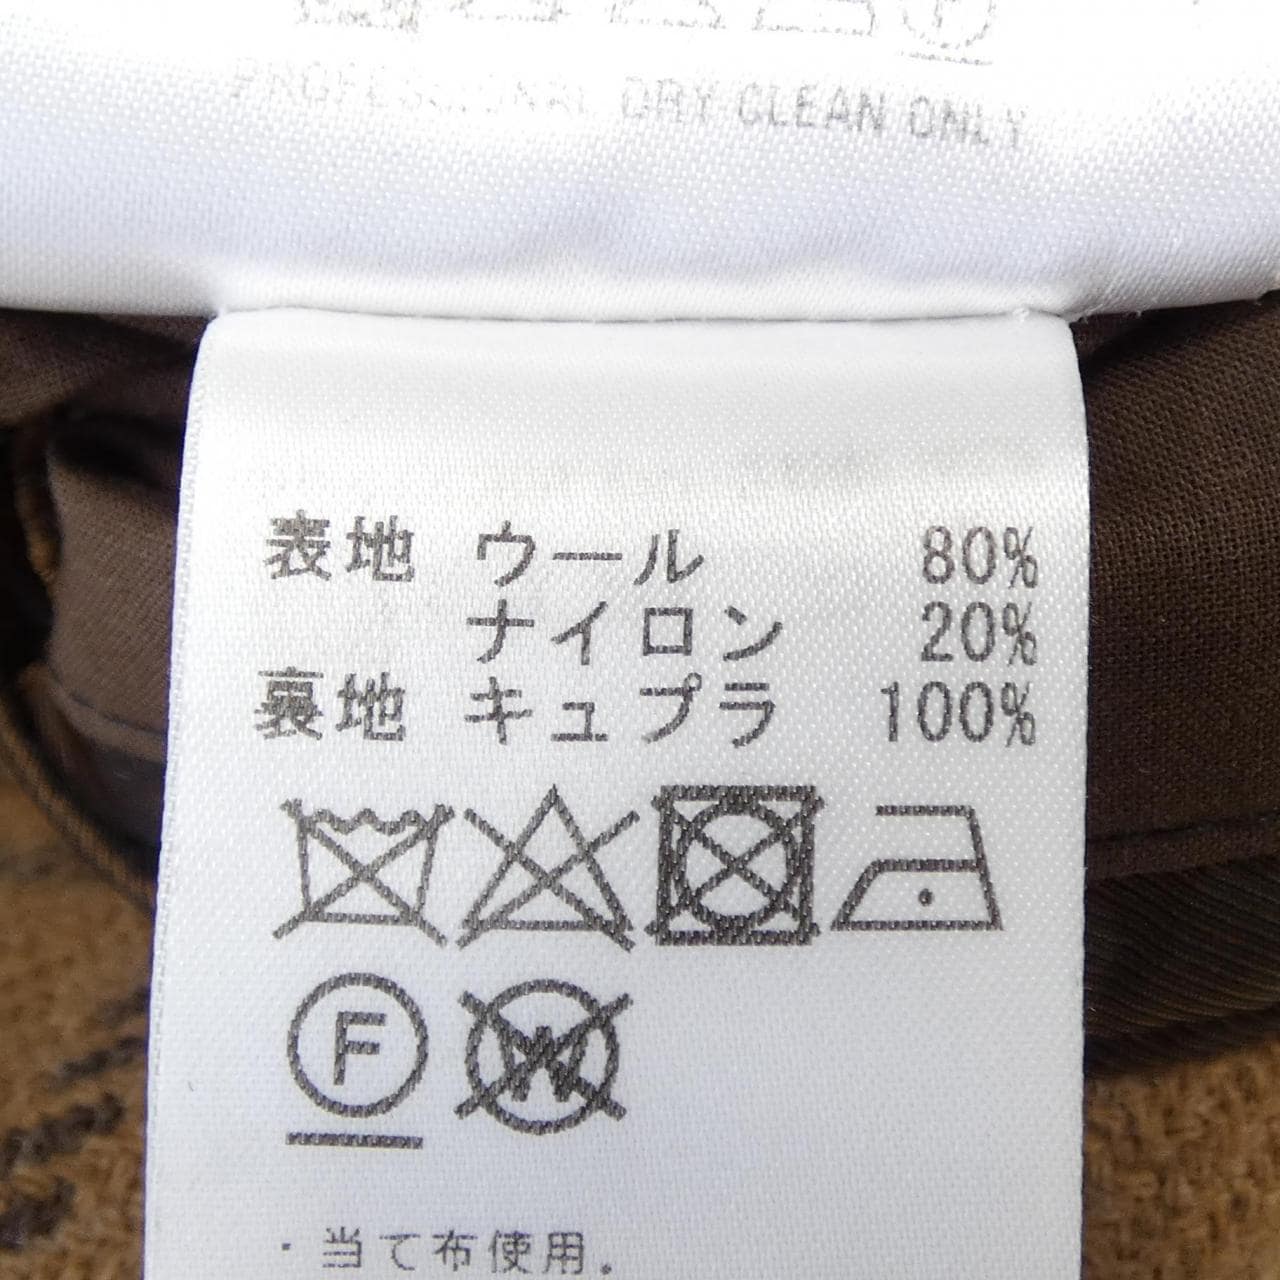 PROFESSIONAL DRY CLEAN ONLY
表地 ウール 80%
ナイロン 20%
裏地 キュプラ 100%
F W
・当て布使用.